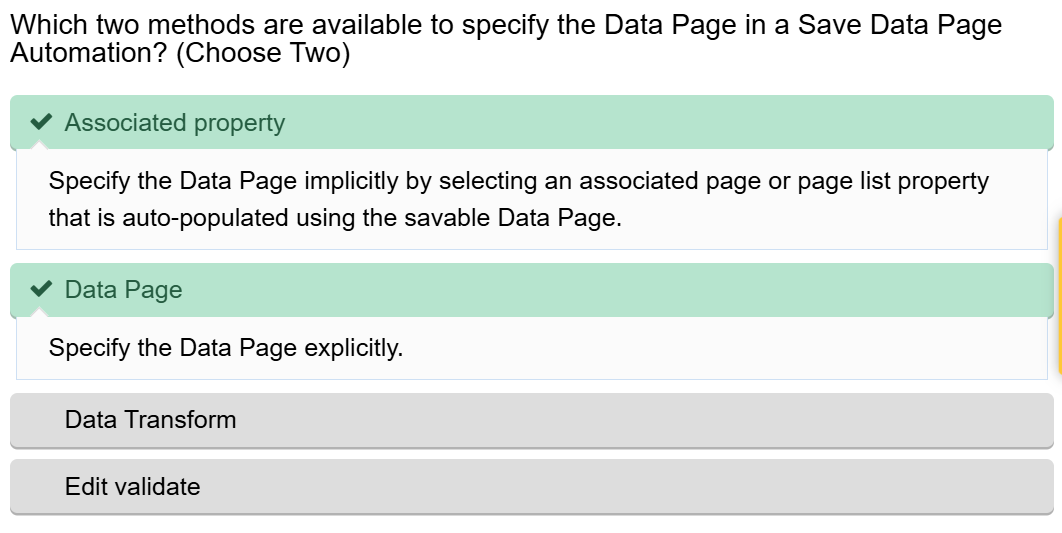 Which two methods are available to specify the Data Page in a Save Data Page
Automation? (Choose Two)
Associated property
Specify the Data Page implicitly by selecting an associated page or page list property
that is auto-populated using the savable Data Page.
Data Page
Specify the Data Page explicitly.
Data Transform
Edit validate